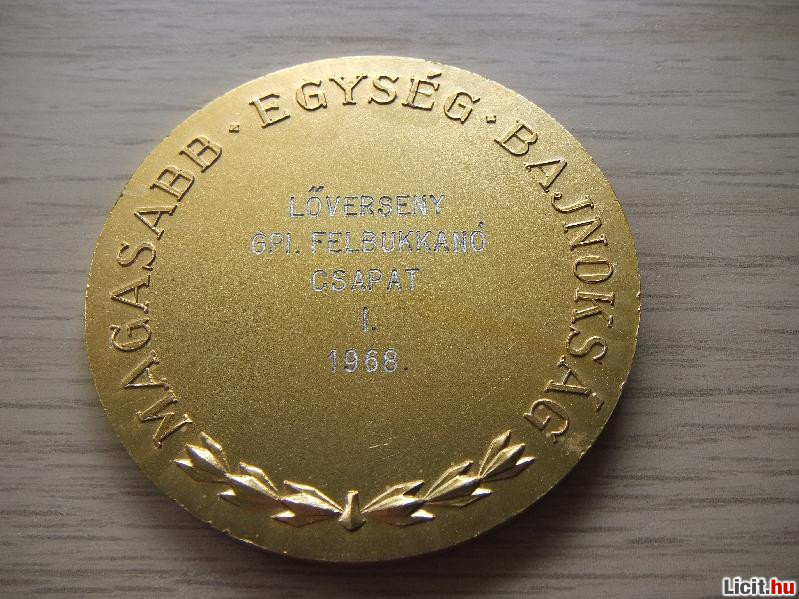 MAGASABB · EGYSÉG · BAJNOKSÁG
LŐVERSENY
GPI. FELBUKKANÓ
CSAPAT
I.
1968.
Licit.hu